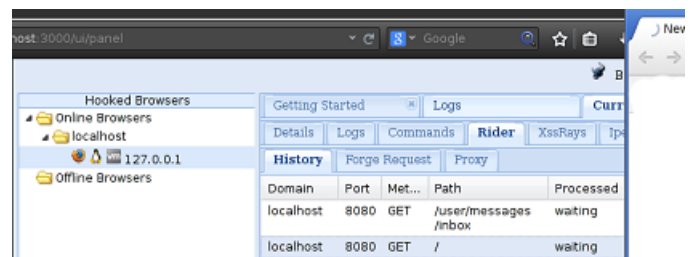 ost:3000/ui/panel
Google
New
B
Hooked Browsers
Online Browsers
localhost
127.0.0.1
Offline Browsers
Getting Started
Logs
Curr
Details
Logs
Commands
Rider
XssRays
Ipe
History
Forge Request
Proxy
Domain
Port
Met...
Path
Processed
localhost
8080
GET
/user/messages
/inbox
waiting
localhost
8080
GET
/
waiting